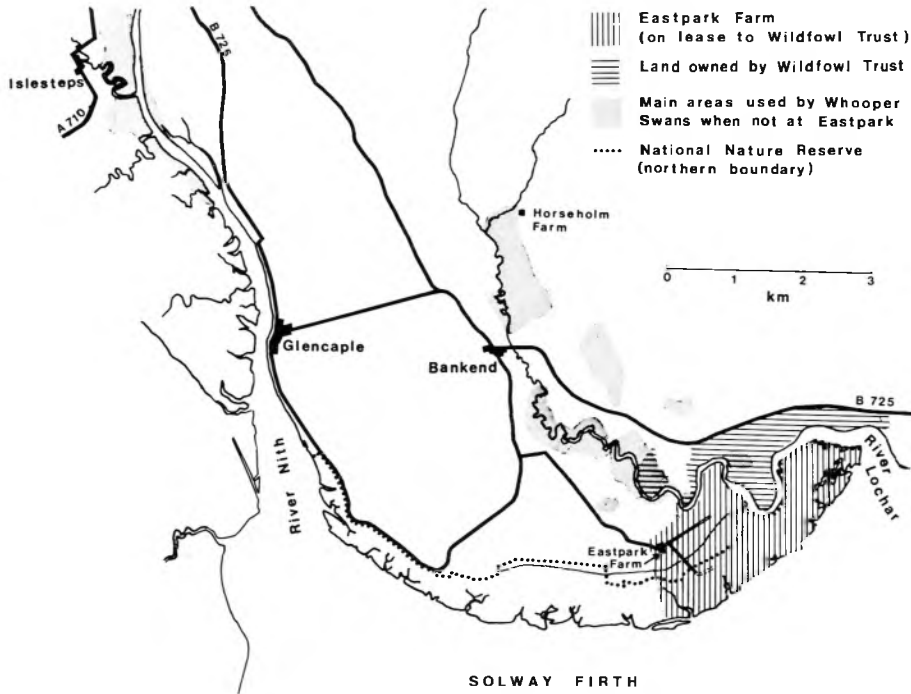 Eastpark Farm
(on lease to Wildfowl Trust)
Land owned by Wildfowl Trust
Main areas used by Whooper
Swans when not at Eastpark
National Nature Reserve
(northern boundary)
B 725
Islesteps
A 710
Horseholm
Farm
0 1 2 3
km
Glencaple
Bankend
B 725
River Lochar
River Nith
Eastpark
Farm
SOLWAY FIRTH